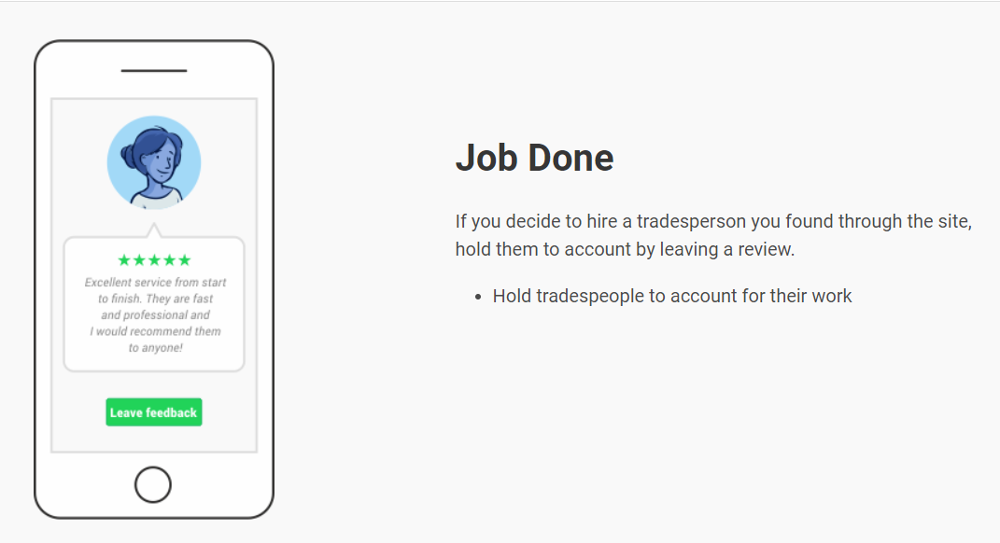 ★★★★★
Excellent service from start
to finish. They are fast
and professional and
I would recommend them
to anyone!
Leave feedback
Job Done
If you decide to hire a tradesperson you found through the site,
hold them to account by leaving a review.
• Hold tradespeople to account for their work